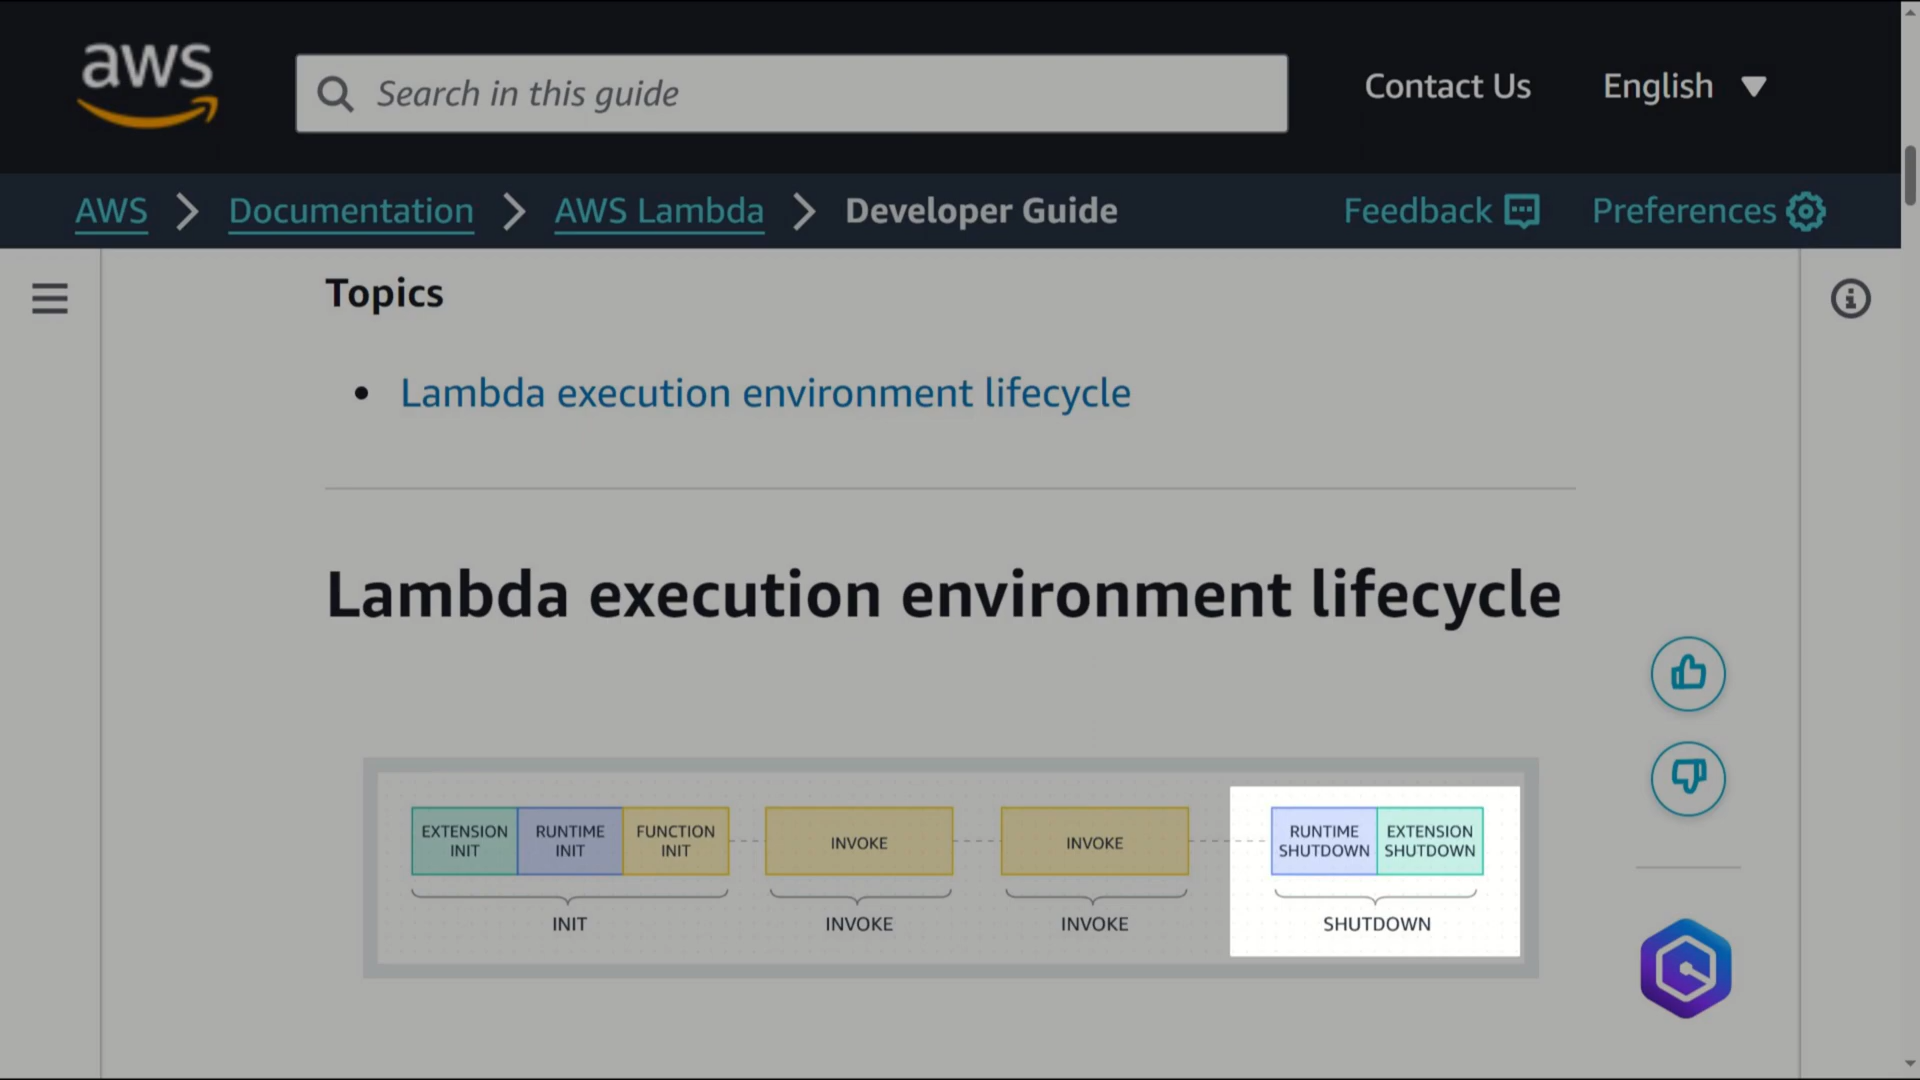 aws
Search in this guide
Contact Us
English
AWS
Documentation
AWS Lambda
Developer Guide
Feedback
Preferences
Topics
Lambda execution environment lifecycle
Lambda execution environment lifecycle
EXTENSION
INIT
RUNTIME
INIT
FUNCTION
INIT
INVOKE
INVOKE
RUNTIME
SHUTDOWN
EXTENSION
SHUTDOWN
INIT
INVOKE
INVOKE
SHUTDOWN